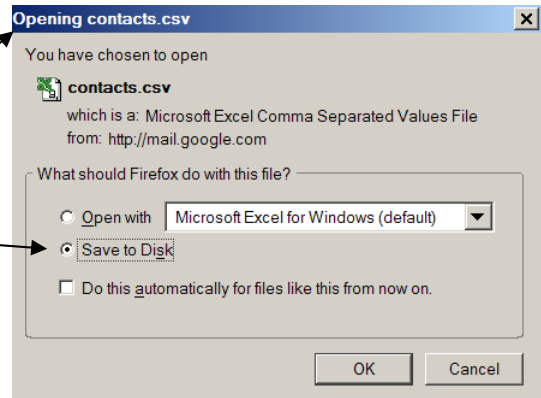 Opening contacts.csv
You have chosen to open
contacts.csv
which is a: Microsoft Excel Comma Separated Values File
from: http://mail.google.com
What should Firefox do with this file?
Open with Microsoft Excel for Windows (default)
Save to Disk
Do this automatically for files like this from now on.
OK Cancel